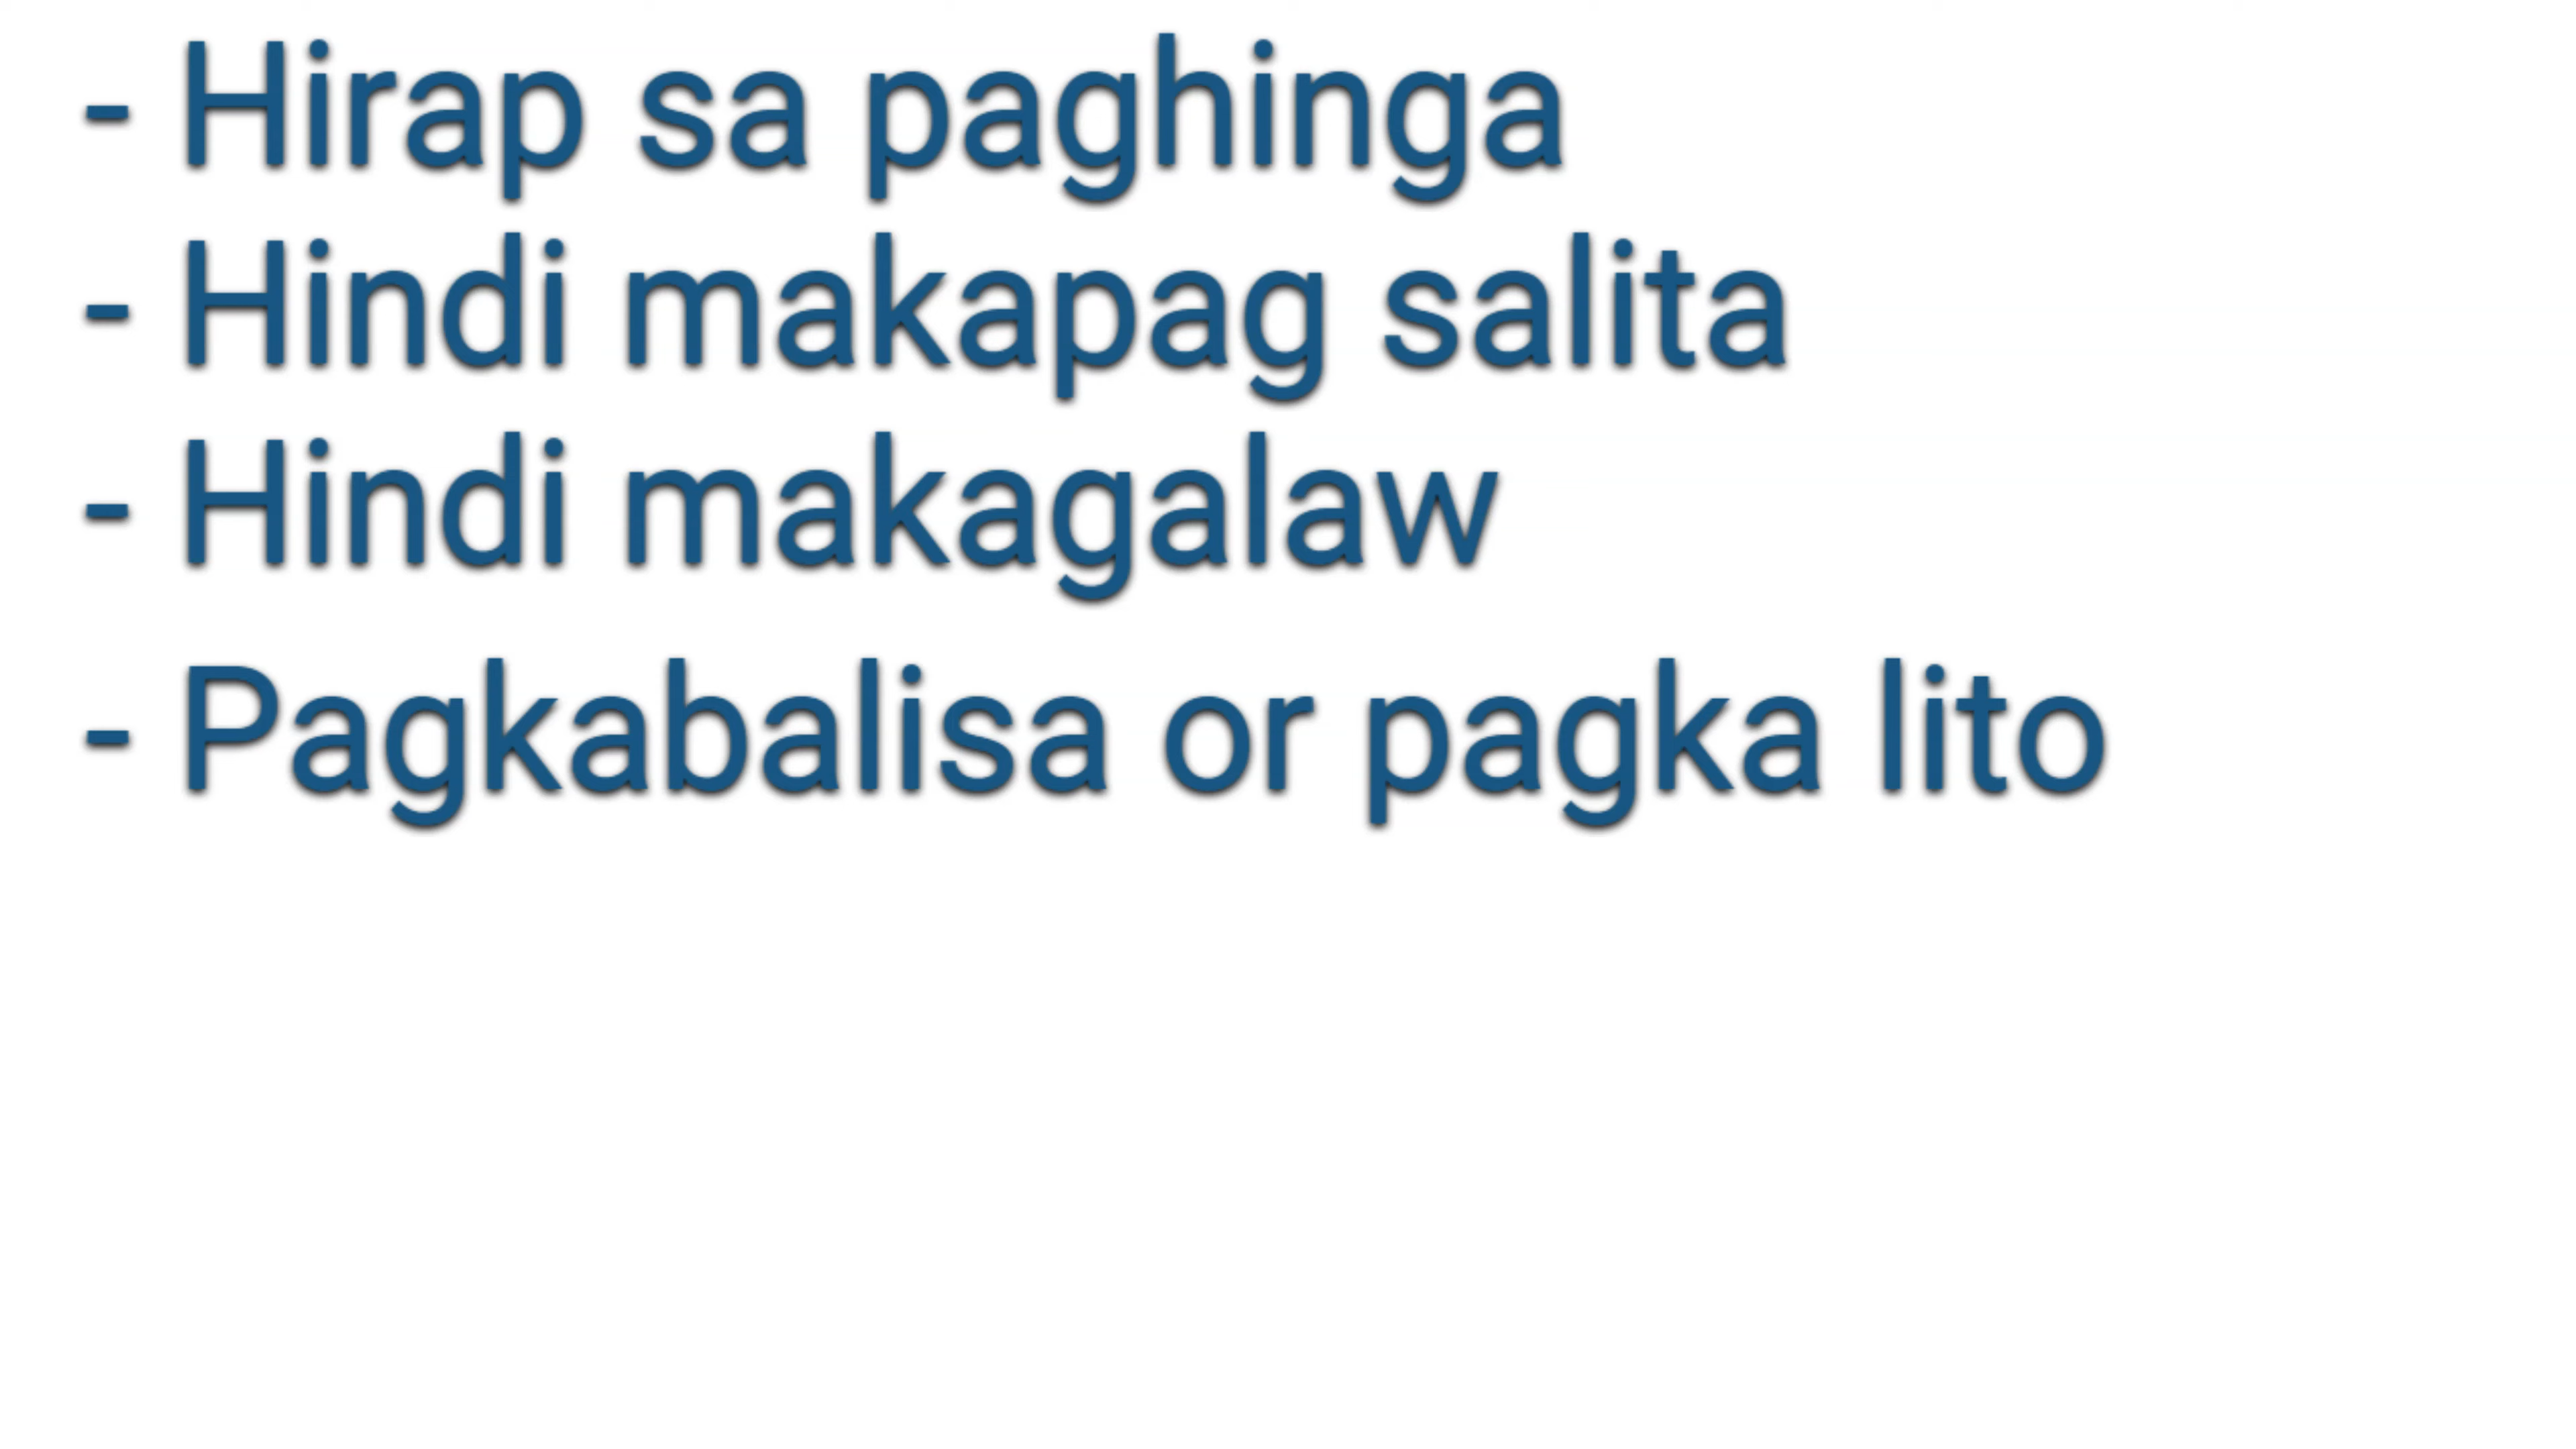 - Hirap sa paghinga
- Hindi makapag salita
- Hindi makagalaw
- Pagkabalisa or pagka lito